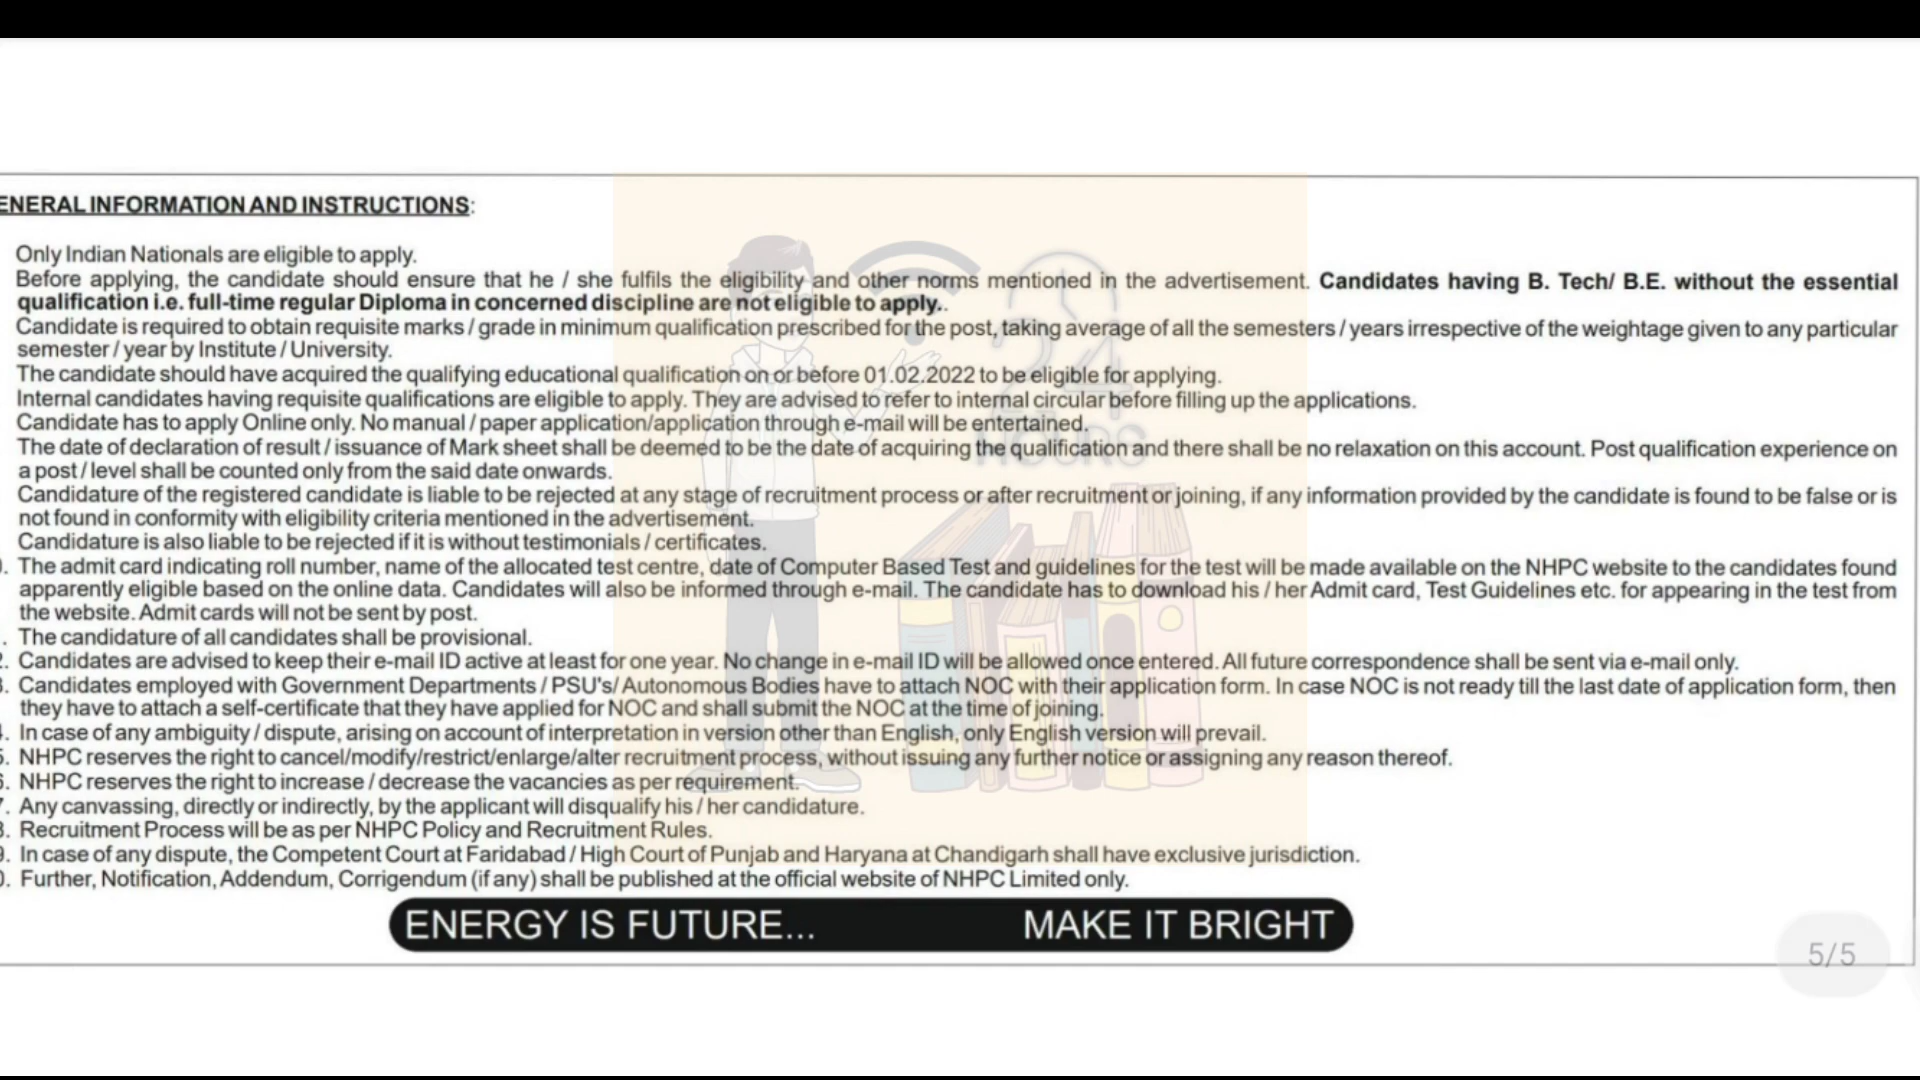 ENERAL INFORMATION AND INSTRUCTIONS:
Only Indian Nationals are eligible to apply.
Before applying, the candidate should ensure that he / she fulfils the eligibility and other norms mentioned in the advertisement. Candidates having B. Tech/ B.E. without the essential
qualification i.e. full-time regular Diploma in concerned discipline are not eligible to apply..
Candidate is required to obtain requisite marks / grade in minimum qualification prescribed for the post, taking average of all the semesters / years irrespective of the weightage given to any particular
semester / year by Institute / University.
The candidate should have acquired the qualifying educational qualification on or before 01.02.2022 to be eligible for applying.
Internal candidates having requisite qualifications are eligible to apply. They are advised to refer to internal circular before filling up the applications.
Candidate has to apply Online only. No manual / paper application/application through e-mail will be entertained.
The date of declaration of result / issuance of Mark sheet shall be deemed to be the date of acquiring the qualification and there shall be no relaxation on this account. Post qualification experience on
a post / level shall be counted only from the said date onwards.
Candidature of the registered candidate is liable to be rejected at any stage of recruitment process or after recruitment or joining, if any information provided by the candidate is found to be false or is
not found in conformity with eligibility criteria mentioned in the advertisement.
Candidature is also liable to be rejected if it is without testimonials / certificates.
. The admit card indicating roll number, name of the allocated test centre, date of Computer Based Test and guidelines for the test will be made available on the NHPC website to the candidates found
apparently eligible based on the online data. Candidates will also be informed through e-mail. The candidate has to download his / her Admit card, Test Guidelines etc. for appearing in the test from
the website. Admit cards will not be sent by post.
. The candidature of all candidates shall be provisional.
2. Candidates are advised to keep their e-mail ID active at least for one year. No change in e-mail ID will be allowed once entered. All future correspondence shall be sent via e-mail only.
3. Candidates employed with Government Departments / PSU's/ Autonomous Bodies have to attach NOC with their application form. In case NOC is not ready till the last date of application form, then
they have to attach a self-certificate that they have applied for NOC and shall submit the NOC at the time of joining.
4. In case of any ambiguity / dispute, arising on account of interpretation in version other than English, only English version will prevail.
5. NHPC reserves the right to cancel/modify/restrict/enlarge/alter recruitment process, without issuing any further notice or assigning any reason thereof.
6. NHPC reserves the right to increase / decrease the vacancies as per requirement.
7. Any canvassing, directly or indirectly, by the applicant will disqualify his / her candidature.
8. Recruitment Process will be as per NHPC Policy and Recruitment Rules.
9. In case of any dispute, the Competent Court at Faridabad / High Court of Punjab and Haryana at Chandigarh shall have exclusive jurisdiction.
0. Further, Notification, Addendum, Corrigendum (if any) shall be published at the official website of NHPC Limited only.
24
HOURS
ENERGY IS FUTURE... MAKE IT BRIGHT
5/5